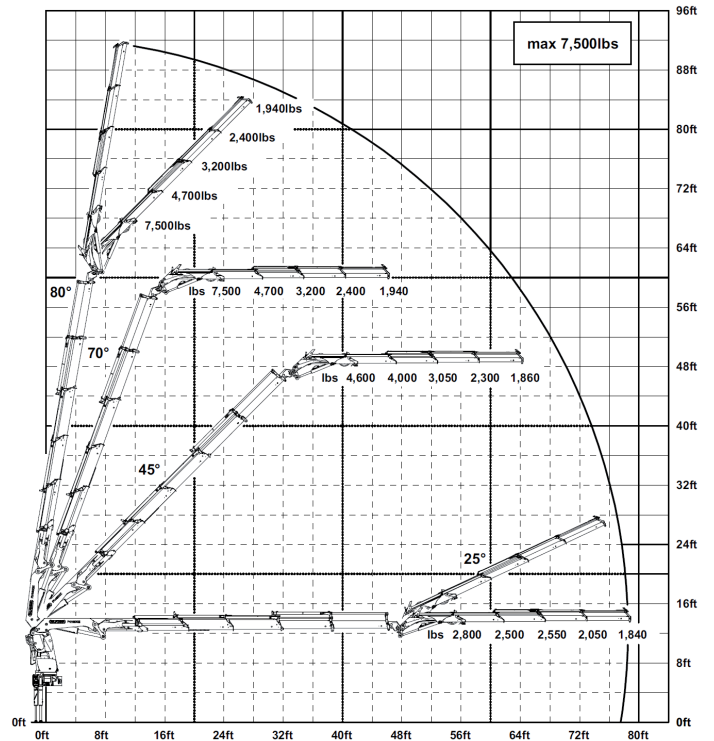 96ft
max 7,500lbs
88ft
80ft
72ft
64ft
56ft
48ft
40ft
32ft
24ft
16ft
8ft
0ft
1,940lbs
2,400lbs
3,200lbs
4,700lbs
7,500lbs
80°
lbs 7,500 4,700 3,200 2,400 1,940
70°
lbs 4,600 4,000 3,050 2,300 1,860
45°
25°
lbs 2,800 2,500 2,550 2,050 1,840
0ft 8ft 16ft 24ft 32ft 40ft 48ft 56ft 64ft 72ft 80ft